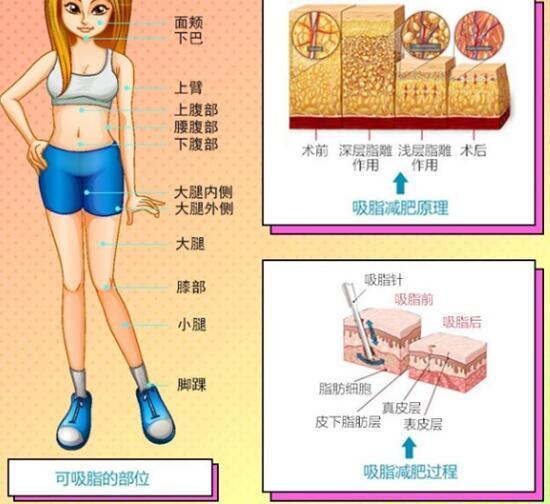 面颊
下巴
上臂
上腹部
腰腹部
下腹部
大腿内侧
大腿外侧
大腿
膝部
小腿
脚踝
可吸脂的部位
术前
深层脂雕
作用
浅层脂雕
作用
术后
吸脂减肥原理
吸脂针
吸脂前
吸脂后
脂肪细胞
皮下脂肪层
真皮层
表皮层
吸脂减肥过程